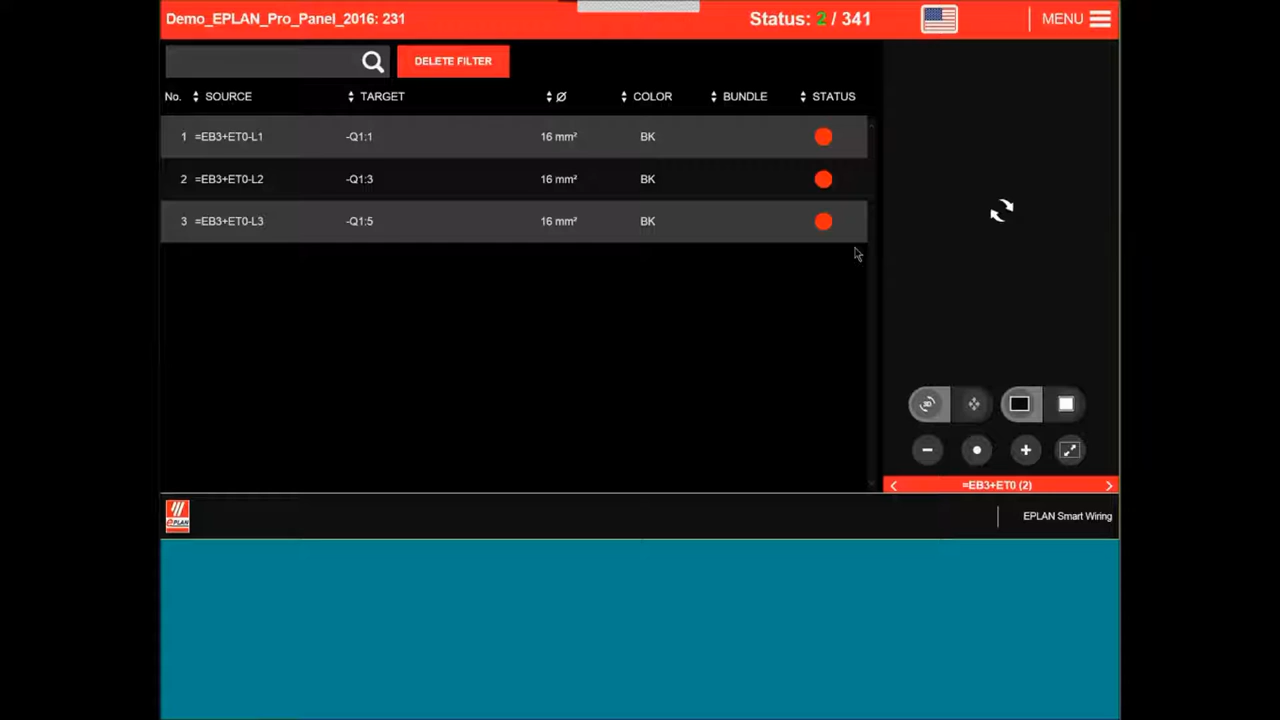 Demo_EPLAN_Pro_Panel_2016: 231 Status: 2 / 341 MENU
DELETE FILTER
No. SOURCE TARGET Ø COLOR BUNDLE STATUS
1 =EB3+ET0-L1 -Q1:1 16 mm² BK
2 =EB3+ET0-L2 -Q1:3 16 mm² BK
3 =EB3+ET0-L3 -Q1:5 16 mm² BK
3D
=EB3+ET0 (2)
ePLAN EPLAN Smart Wiring